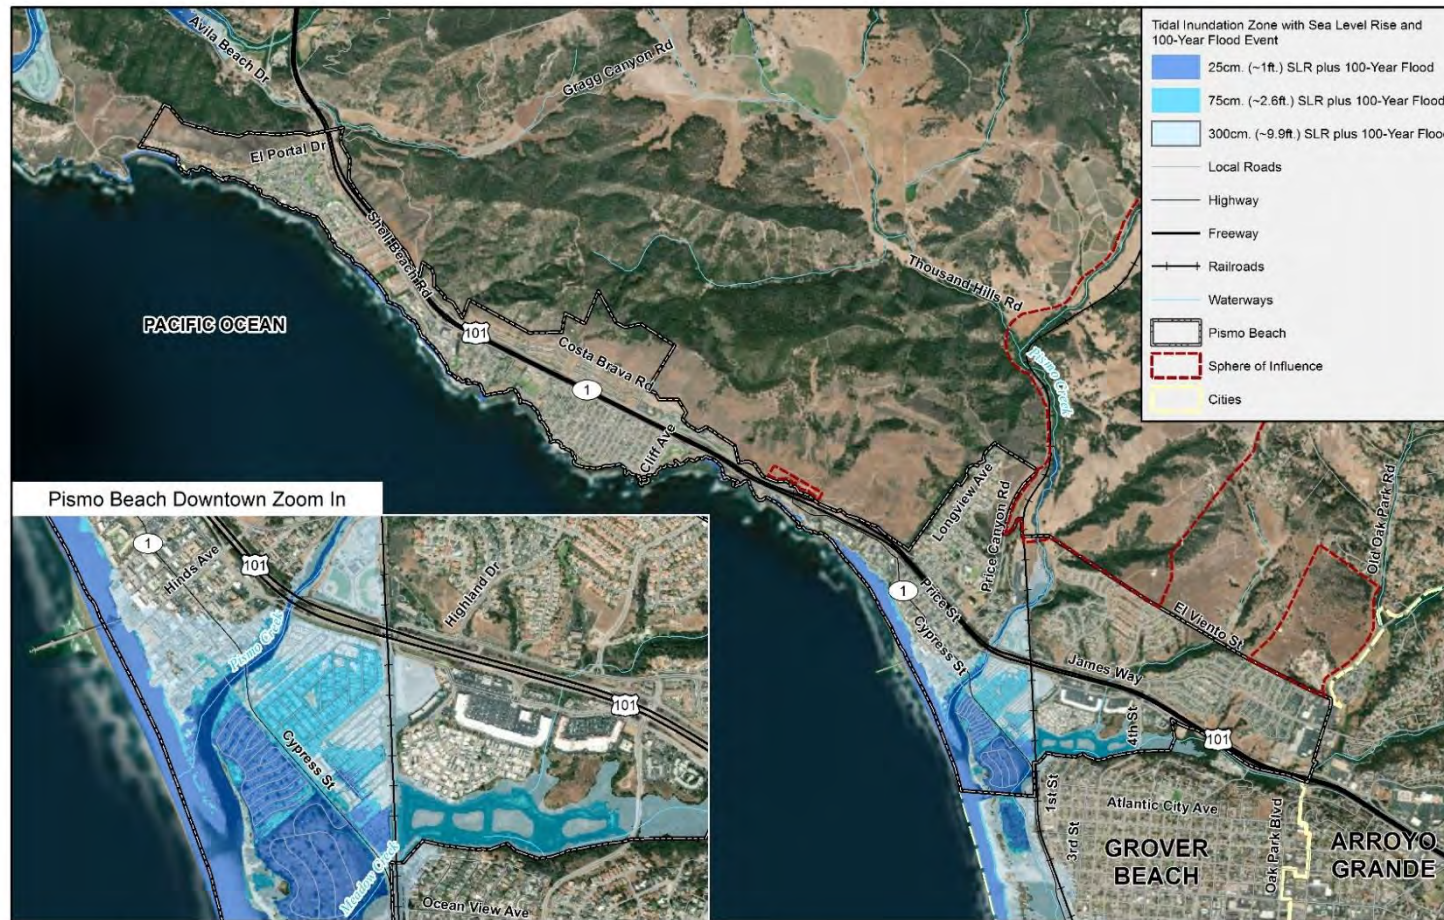 Tidal Inundation Zone with Sea Level Rise and
100-Year Flood Event
25cm. (~1ft.) SLR plus 100-Year Flood
75cm. (~2.6ft.) SLR plus 100-Year Flood
300cm. (~9.9ft.) SLR plus 100-Year Floo
Local Roads
Highway
Freeway
Railroads
Waterways
Pismo Beach
Sphere of Influence
Cities
Avila Beach Dr
Gragg Canyon Rd
El Portal Dr
Shell Beach Rd
Thousand Hills Rd
PACIFIC OCEAN
101
Costa Brava Rd
1
Pismo Creek
Cliff Ave
Longview Ave
Price Canyon Rd
Old Oak Park Rd
1
Price St
Cypress St
El Viento St
James Way
4th St
101
1st St
3rd St
Atlantic City Ave
Oak Park Blvd
GROVER
BEACH
ARROYO
GRANDE
Pismo Beach Downtown Zoom In
1
Hinds Ave
101
Highland Dr
Pismo Creek
101
Cypress St
Meadow Creek
Ocean View Ave